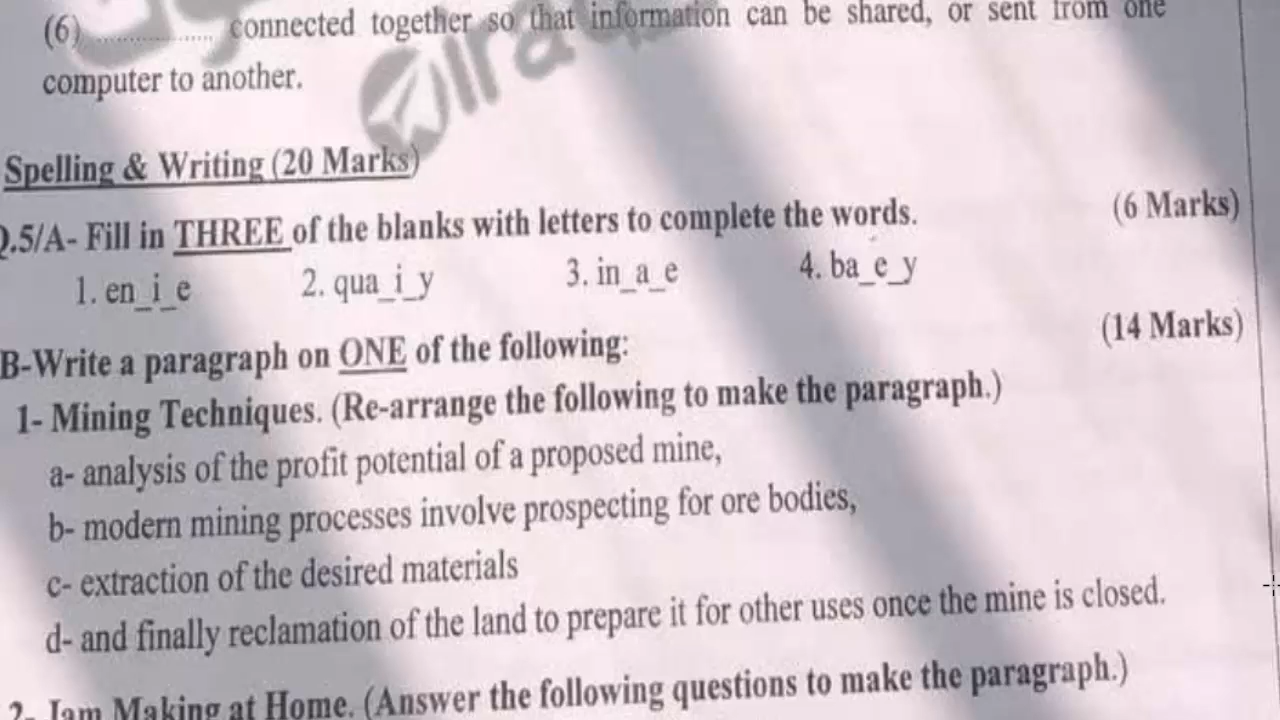 (6) .................. connected together so that information can be shared, or sent from one
computer to another.
Spelling & Writing (20 Marks)
Q.5/A- Fill in THREE of the blanks with letters to complete the words. (6 Marks)
1. en_i_e 2. qua_i_y 3. in_a_e 4. ba_e_y
B-Write a paragraph on ONE of the following: (14 Marks)
1- Mining Techniques. (Re-arrange the following to make the paragraph.)
a- analysis of the profit potential of a proposed mine,
b- modern mining processes involve prospecting for ore bodies,
c- extraction of the desired materials
d- and finally reclamation of the land to prepare it for other uses once the mine is closed.
2- Jam Making at Home. (Answer the following questions to make the paragraph.)